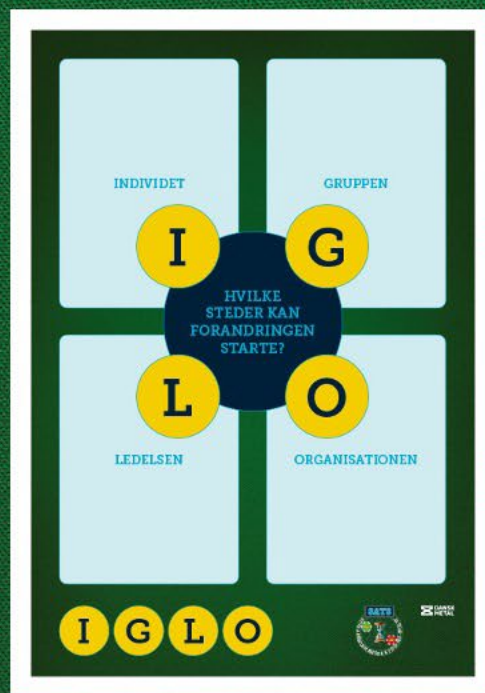 INDIVIDET
GRUPPEN
I
G
HVILKE
STEDER KAN
FORANDRINGEN
STARTE?
L
O
LEDELSEN
ORGANISATIONEN
I G L O
SATS
DANSK
METAL